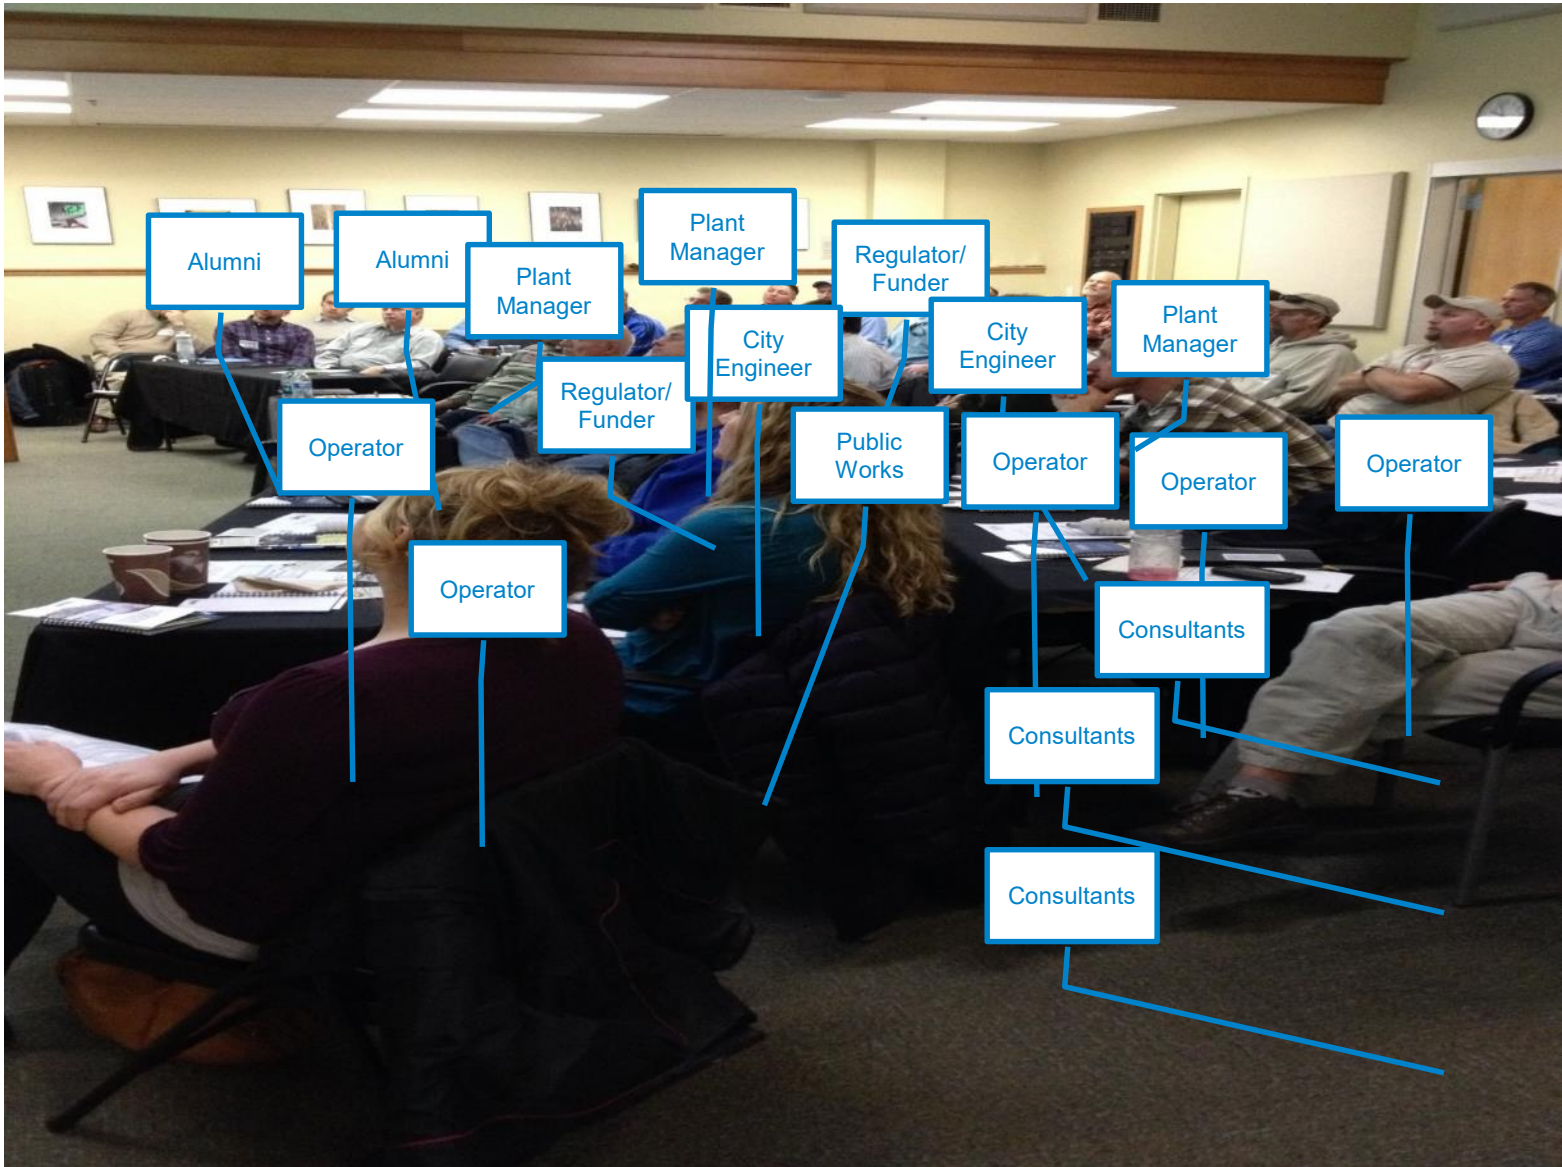 Alumni
Alumni
Plant
Manager
Plant
Manager
Regulator/
Funder
City
Engineer
Plant
Manager
City
Engineer
Regulator/
Funder
Operator
Public
Works
Operator
Operator
Operator
Operator
Consultants
Consultants
Consultants